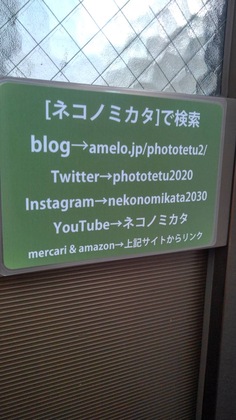 [ネコノミカタ]で検索
blog→amelo.jp/phototetu2/
Twitter→phototetu2020
Instagram→nekonomikata2030
YouTube→ネコノミカタ
mercari & amazon→上記サイトからリンク